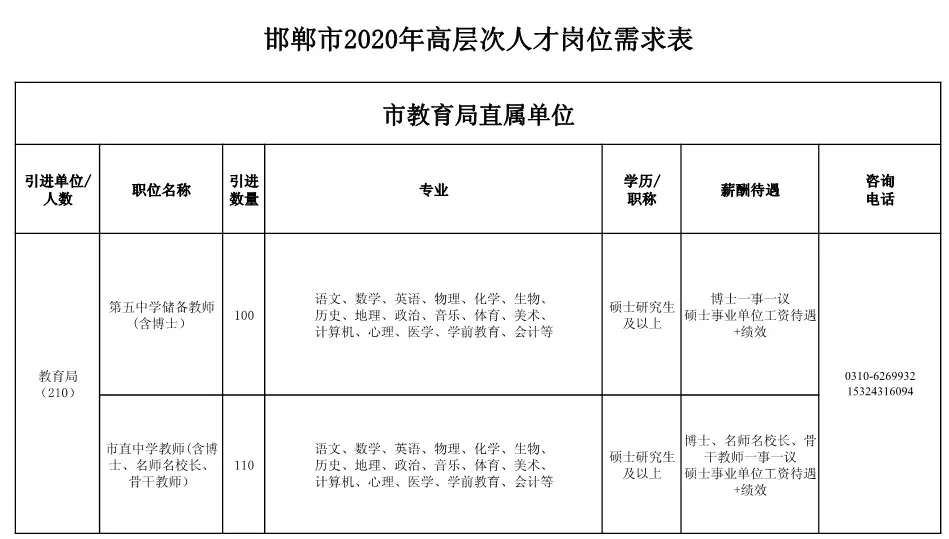 邯郸市2020年高层次人才岗位需求表
市教育局直属单位
引进单位/
人数
职位名称
引进
数量
专业
学历/
职称
薪酬待遇
咨询
电话
教育局
（210）
第五中学储备教师
(含博士）
100
语文、数学、英语、物理、化学、生物、
历史、地理、政治、音乐、体育、美术、
计算机、心理、医学、学前教育、会计等
硕士研究生
及以上
博士一事一议
硕士事业单位工资待遇
+绩效
0310-6269932
15324316094
市直中学教师(含博
士、名师名校长、
骨干教师）
110
语文、数学、英语、物理、化学、生物、
历史、地理、政治、音乐、体育、美术、
计算机、心理、医学、学前教育、会计等
硕士研究生
及以上
博士、名师名校长、骨
干教师一事一议
硕士事业单位工资待遇
+绩效